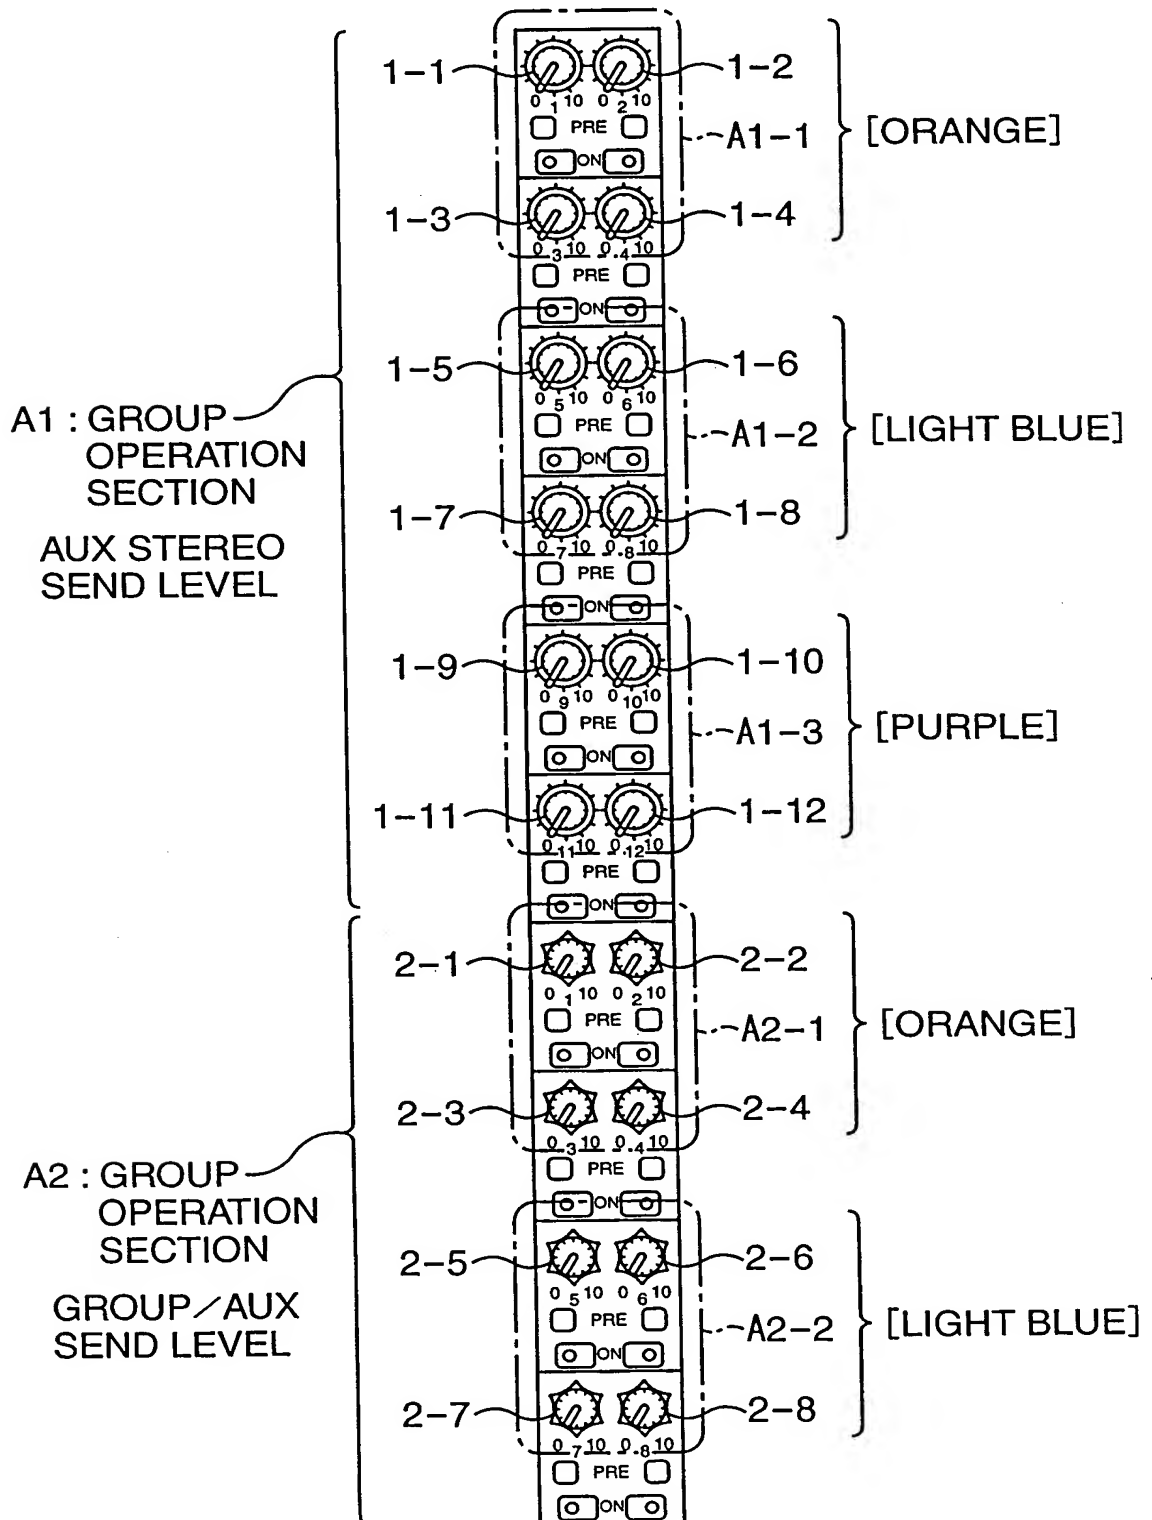 1-1 1-2
0 1 10 0 2 10
PRE
A1-1 [ORANGE]
ON
1-3 1-4
0 3 10 0 4 10
PRE
ON
1-5 1-6
0 5 10 0 6 10
PRE
A1-2 [LIGHT BLUE]
A1 : GROUP
OPERATION
SECTION
AUX STEREO
SEND LEVEL
ON
1-7 1-8
0 7 10 0 8 10
PRE
ON
1-9 1-10
0 9 10 0 10 10
PRE
A1-3 [PURPLE]
ON
1-11 1-12
0 11 10 0 12 10
PRE
ON
2-1 2-2
0 1 10 0 2 10
PRE
A2-1 [ORANGE]
ON
2-3 2-4
0 3 10 0 4 10
PRE
A2 : GROUP
OPERATION
SECTION
GROUP/AUX
SEND LEVEL
ON
2-5 2-6
0 5 10 0 6 10
PRE
A2-2 [LIGHT BLUE]
ON
2-7 2-8
0 7 10 0 8 10
PRE
ON